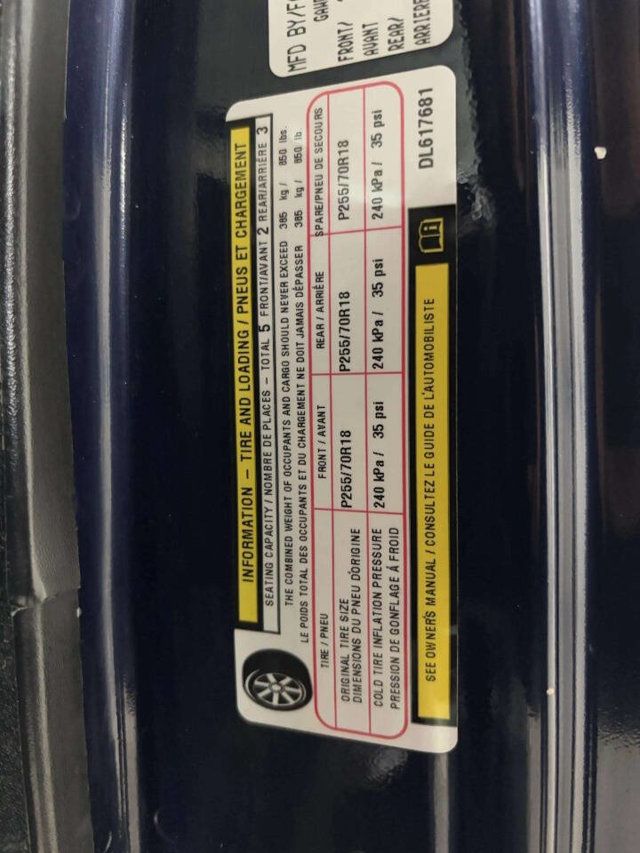 INFORMATION – TIRE AND LOADING / PNEUS ET CHARGEMENT
SEATING CAPACITY / NOMBRE DE PLACES – TOTAL 5 FRONT/AVANT 2 REAR/ARRIÈRE 3
THE COMBINED WEIGHT OF OCCUPANTS AND CARGO SHOULD NEVER EXCEED 385 kg / 850 lbs.
LE POIDS TOTAL DES OCCUPANTS ET DU CHARGEMENT NE DOIT JAMAIS DÉPASSER 385 kg / 850 lb.
TIRE / PNEU FRONT / AVANT REAR / ARRIÈRE SPARE/PNEU DE SECOURS
ORIGINAL TIRE SIZE
DIMENSIONS DU PNEU D'ORIGINE P255/70R18 P255/70R18 P255/70R18
COLD TIRE INFLATION PRESSURE
PRESSION DE GONFLAGE À FROID 240 kPa / 35 psi 240 kPa / 35 psi 240 kPa / 35 psi
SEE OWNER'S MANUAL / CONSULTEZ LE GUIDE DE L'AUTOMOBILISTE
DL617681
MFD BY/F
GAW
FRONT/
AVANT
REAR/
ARRIÈRE